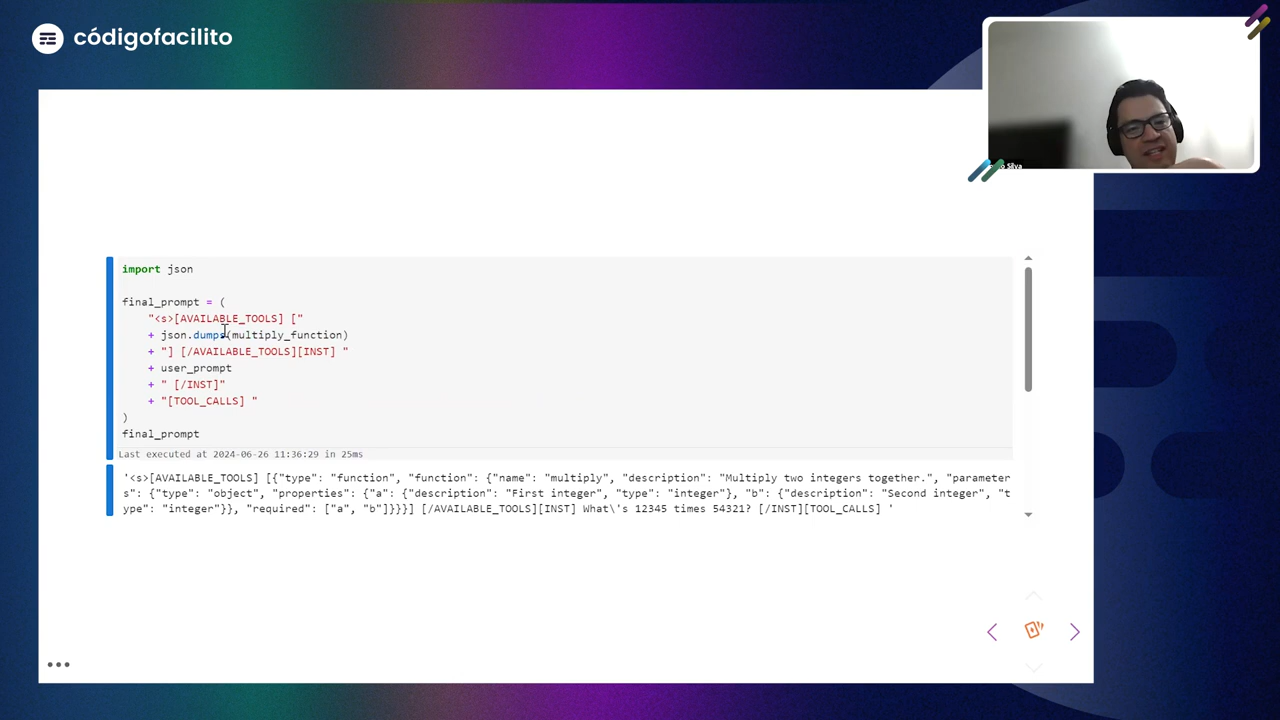 códigofacilito
Silva
import json
final_prompt = (
"<s>[AVAILABLE_TOOLS] ["
+ json.dumps(multiply_function)
+ "] [/AVAILABLE_TOOLS][INST] "
+ user_prompt
+ " [/INST]"
+ "[TOOL_CALLS] "
)
final_prompt
Last executed at 2024-06-26 11:36:29 in 25ms
'<s>[AVAILABLE_TOOLS] [{"type": "function", "function": {"name": "multiply", "description": "Multiply two integers together.", "parameter
s": {"type": "object", "properties": {"a": {"description": "First integer", "type": "integer"}, "b": {"description": "Second integer", "t
ype": "integer"}}, "required": ["a", "b"]}}}] [/AVAILABLE_TOOLS][INST] What\'s 12345 times 54321? [/INST][TOOL_CALLS] '